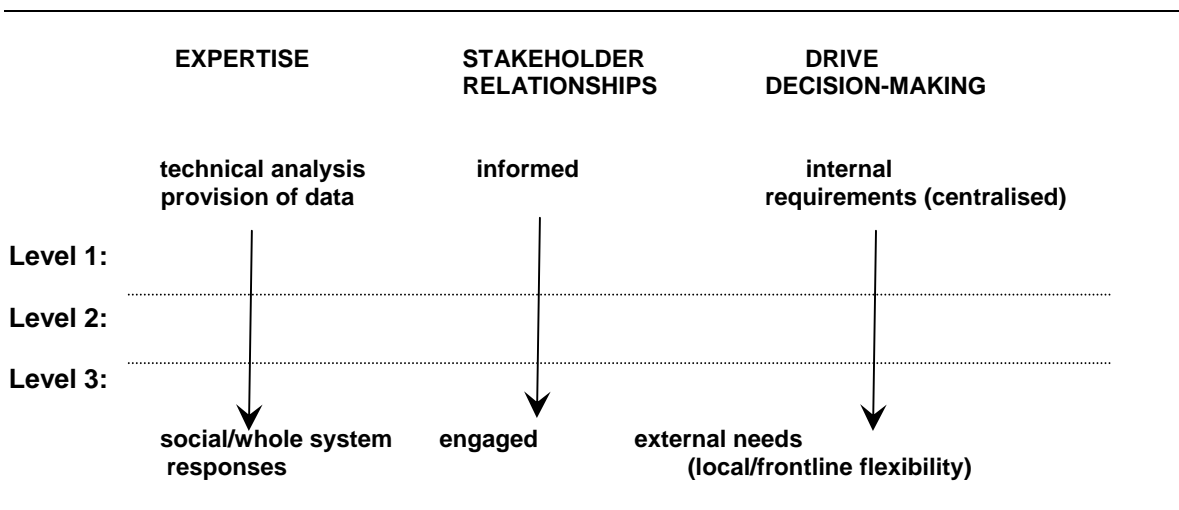 EXPERTISE STAKEHOLDER DRIVE
RELATIONSHIPS DECISION-MAKING
technical analysis informed internal
provision of data requirements (centralised)
Level 1:
Level 2:
Level 3:
social/whole system engaged external needs
responses (local/frontline flexibility)